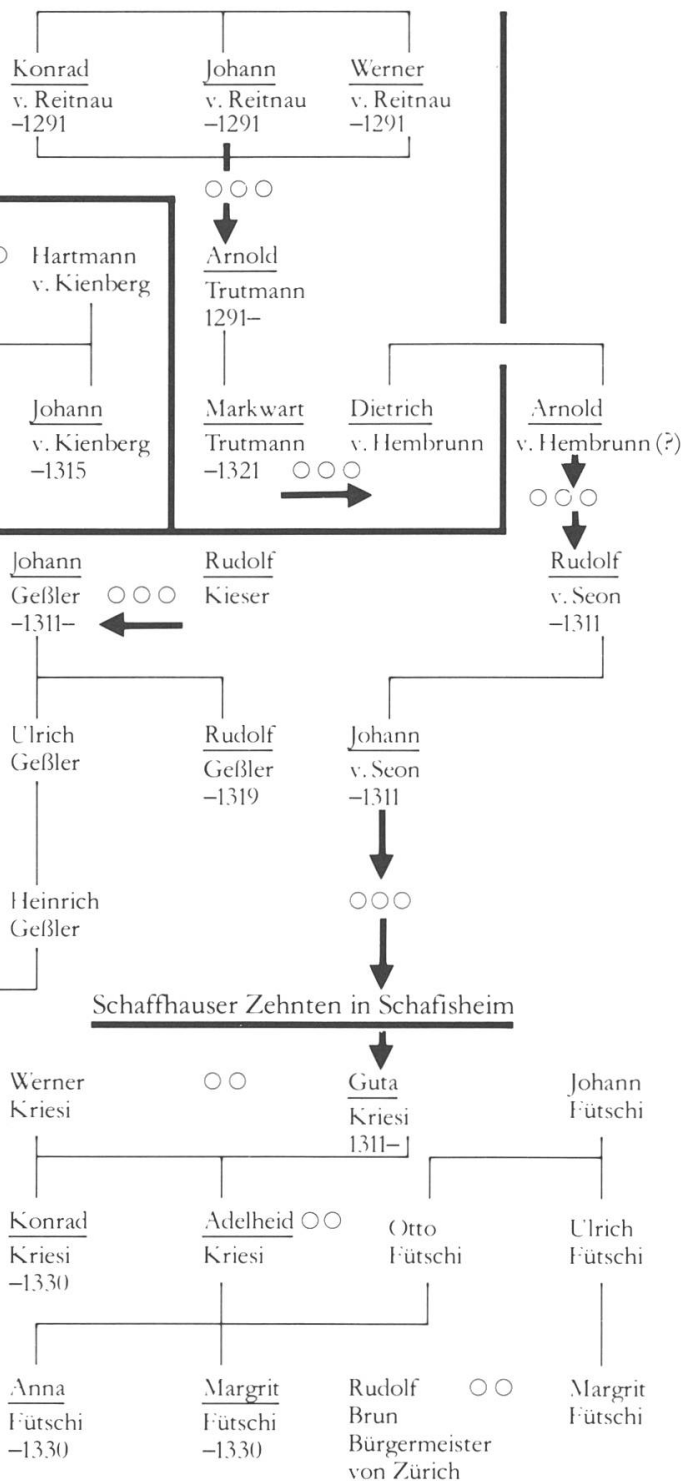 Konrad
v. Reitnau
–1291
Johann
v. Reitnau
–1291
Werner
v. Reitnau
–1291
○○○
○ Hartmann
v. Kienberg
Arnold
Trutmann
1291–
Johann
v. Kienberg
–1315
Markwart
Trutmann
–1321 ○○○
Dietrich
v. Hembrunn
Arnold
v. Hembrunn (?)
○○○
Johann
Geßler ○○○
–1311–
Rudolf
Kieser
Rudolf
v. Seon
–1311
Ulrich
Geßler
Rudolf
Geßler
–1319
Johann
v. Seon
–1311
Heinrich
Geßler
○○○
Schaffhauser Zehnten in Schafisheim
Werner
Kriesi
○○
Guta
Kriesi
1311–
Johann
Fütschi
Konrad
Kriesi
–1330
Adelheid ○○
Kriesi
Otto
Fütschi
Ulrich
Fütschi
Anna
Fütschi
–1330
Margrit
Fütschi
–1330
Rudolf ○○
Brun
Bürgermeister
von Zürich
Margrit
Fütschi